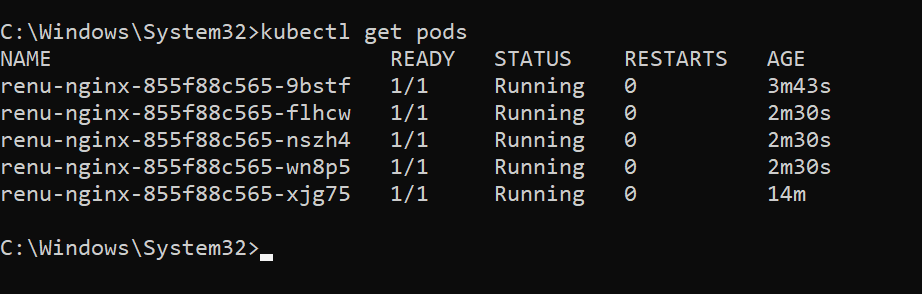 C:\Windows\System32>kubectl get pods
NAME READY STATUS RESTARTS AGE
renu-nginx-855f88c565-9bstf 1/1 Running 0 3m43s
renu-nginx-855f88c565-flhcw 1/1 Running 0 2m30s
renu-nginx-855f88c565-nszh4 1/1 Running 0 2m30s
renu-nginx-855f88c565-wn8p5 1/1 Running 0 2m30s
renu-nginx-855f88c565-xjg75 1/1 Running 0 14m
C:\Windows\System32>